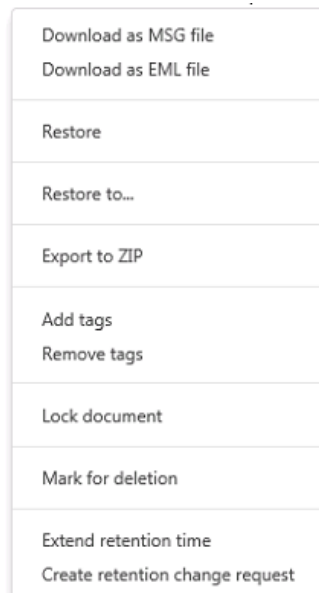 Download as MSG file
Download as EML file
Restore
Restore to...
Export to ZIP
Add tags
Remove tags
Lock document
Mark for deletion
Extend retention time
Create retention change request